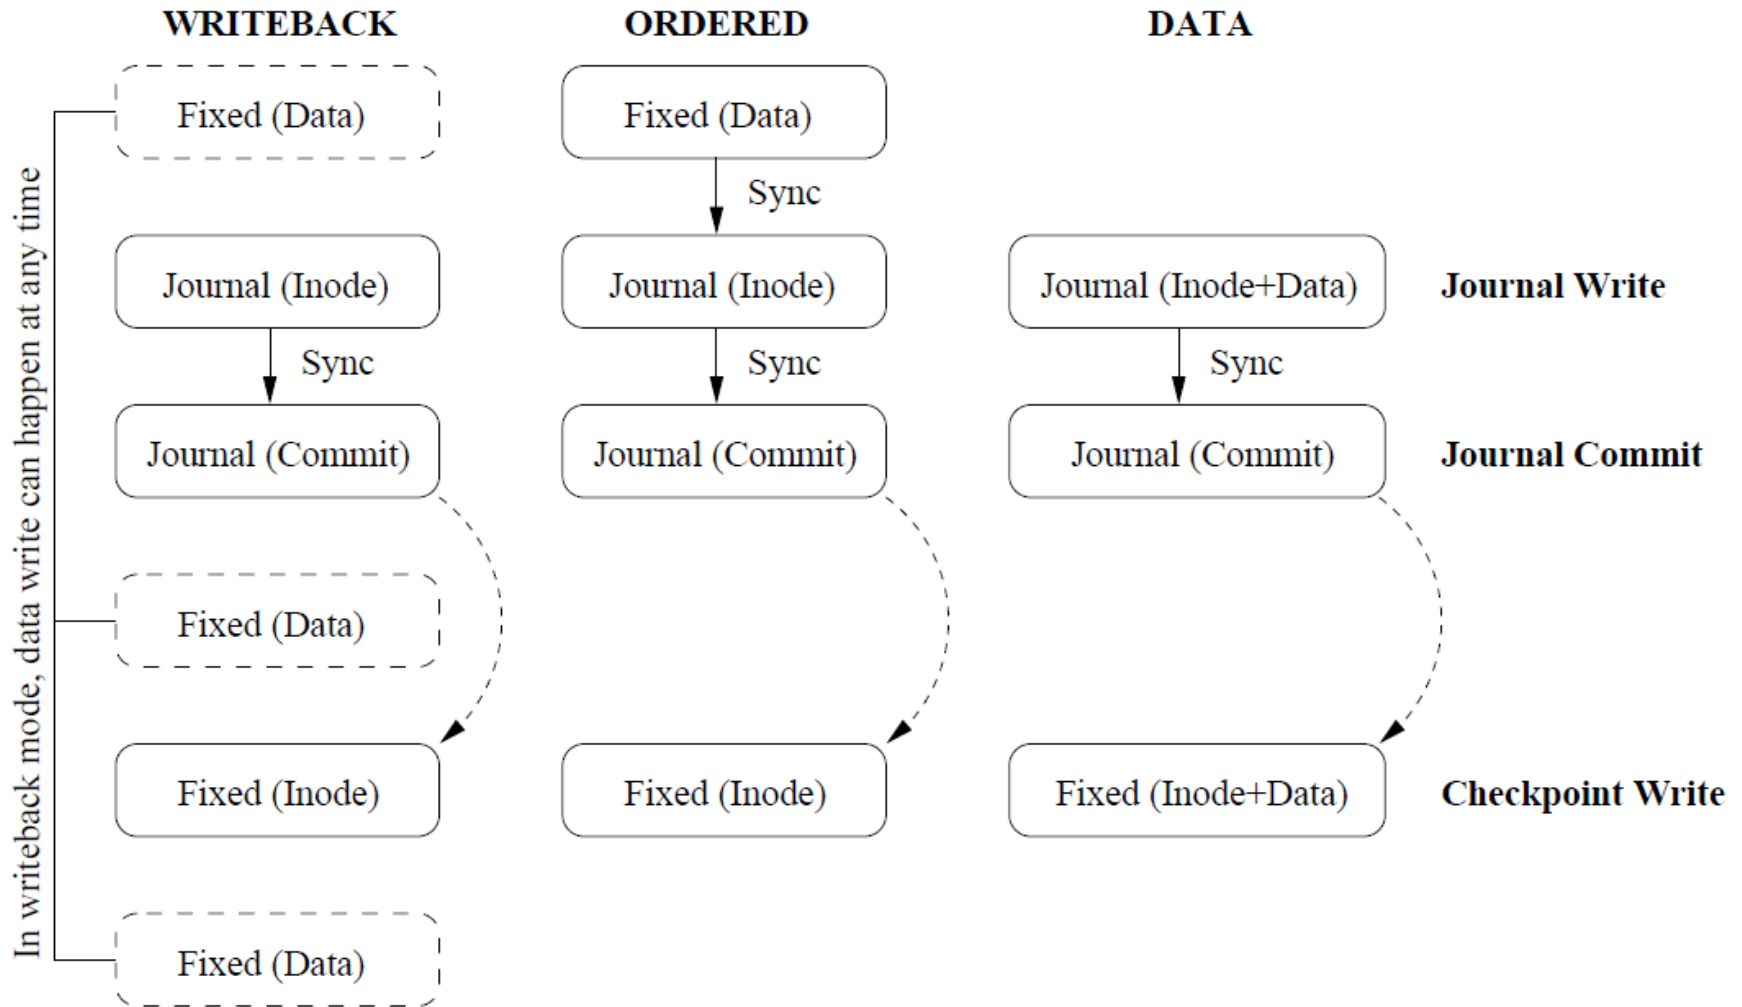 WRITEBACK
ORDERED
DATA
Fixed (Data)
Fixed (Data)
Sync
Journal (Inode)
Journal (Inode)
Journal (Inode+Data)
Journal Write
Sync
Sync
Sync
Journal (Commit)
Journal (Commit)
Journal (Commit)
Journal Commit
Fixed (Data)
Fixed (Inode)
Fixed (Inode)
Fixed (Inode+Data)
Checkpoint Write
Fixed (Data)
In writeback mode, data write can happen at any time